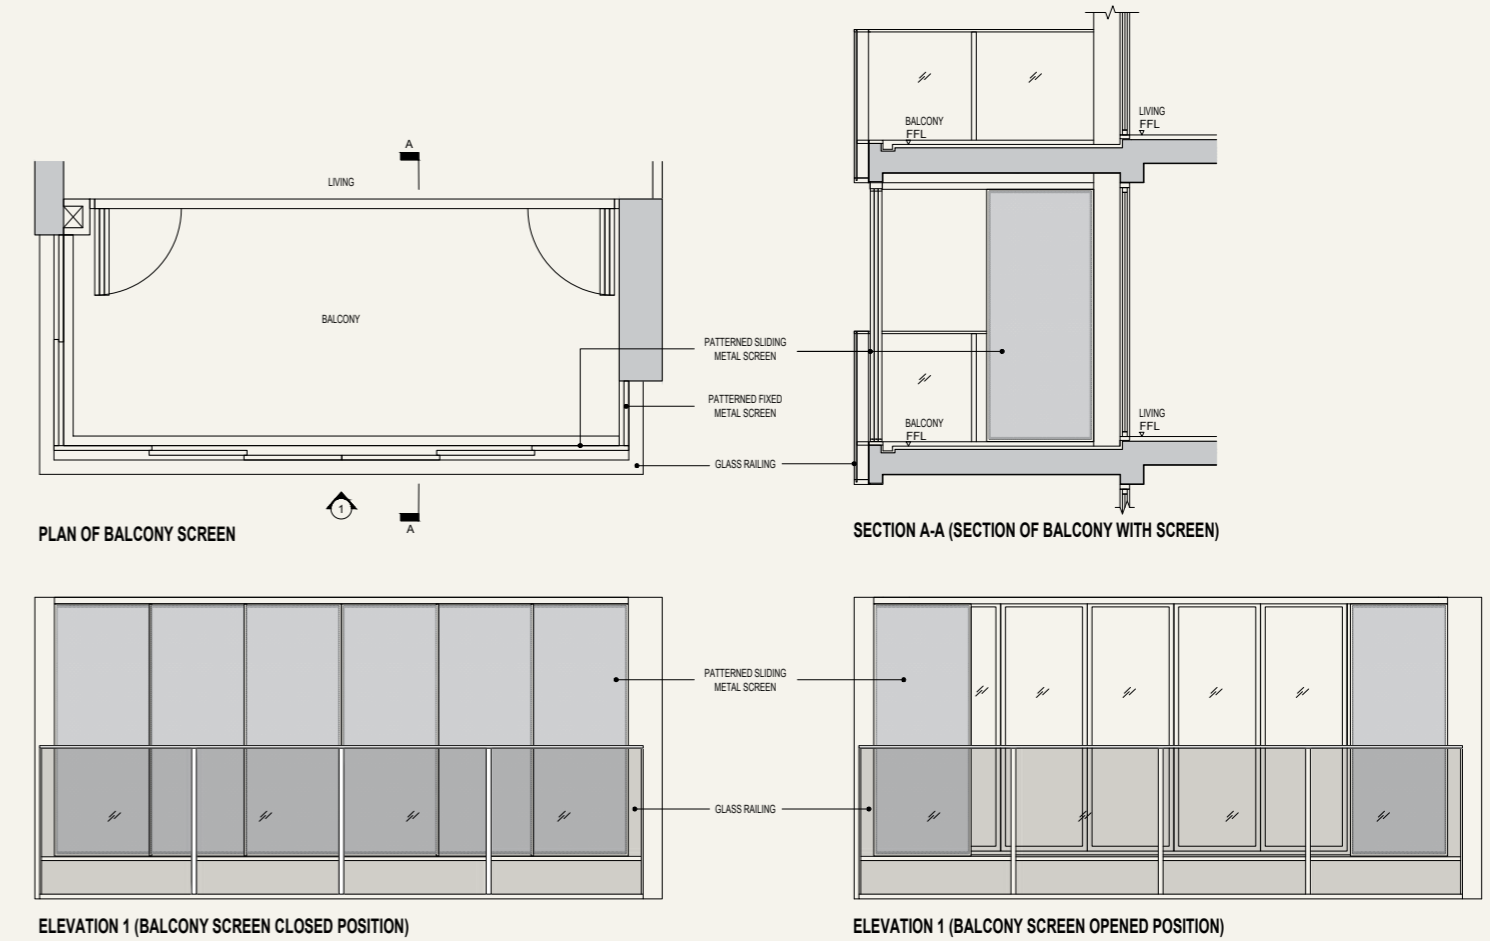 A
LIVING
BALCONY
A
1
PLAN OF BALCONY SCREEN
PATTERNED SLIDING
METAL SCREEN
PATTERNED FIXED
METAL SCREEN
GLASS RAILING
BALCONY
FFL
LIVING
FFL
BALCONY
FFL
LIVING
FFL
SECTION A-A (SECTION OF BALCONY WITH SCREEN)
PATTERNED SLIDING
METAL SCREEN
GLASS RAILING
ELEVATION 1 (BALCONY SCREEN CLOSED POSITION)
ELEVATION 1 (BALCONY SCREEN OPENED POSITION)